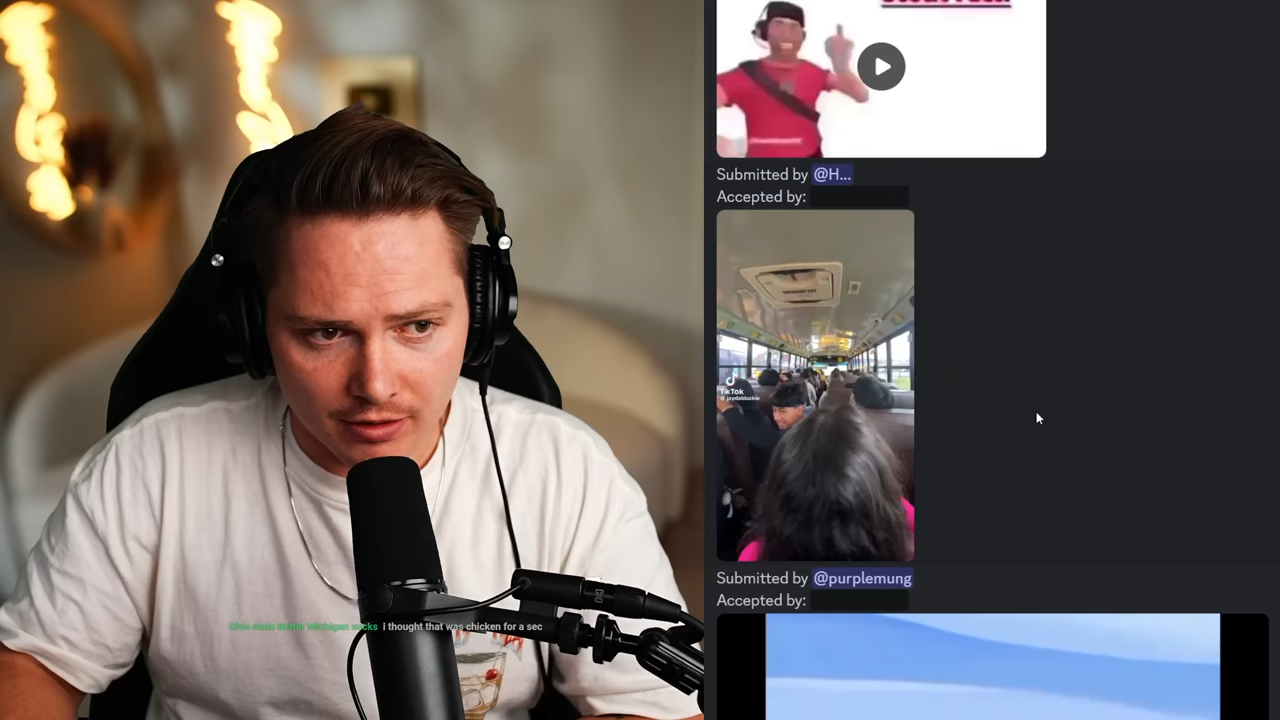 Submitted by @H...
Accepted by:
TikTok
@ jaydablackie
Submitted by @purplemung
Accepted by:
Ohio state Better Michigan sucks i thought that was chicken for a sec